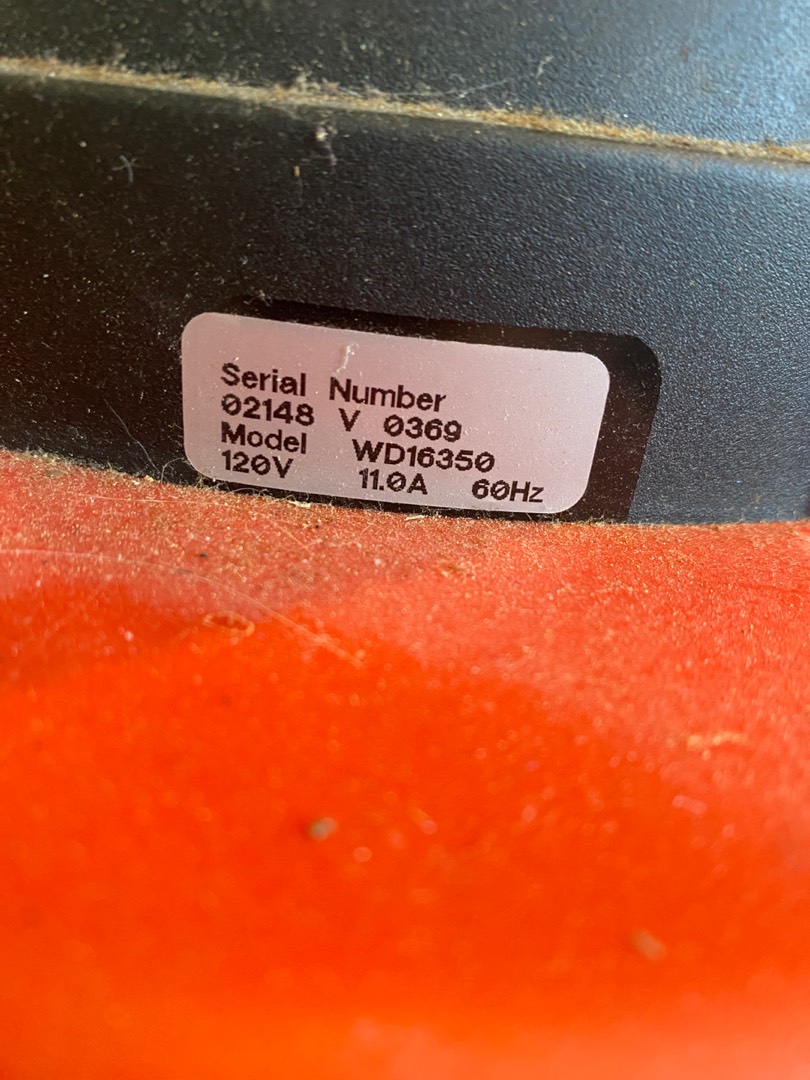 Serial Number
02148 V 0369
Model WD16350
120V 11.0A 60Hz